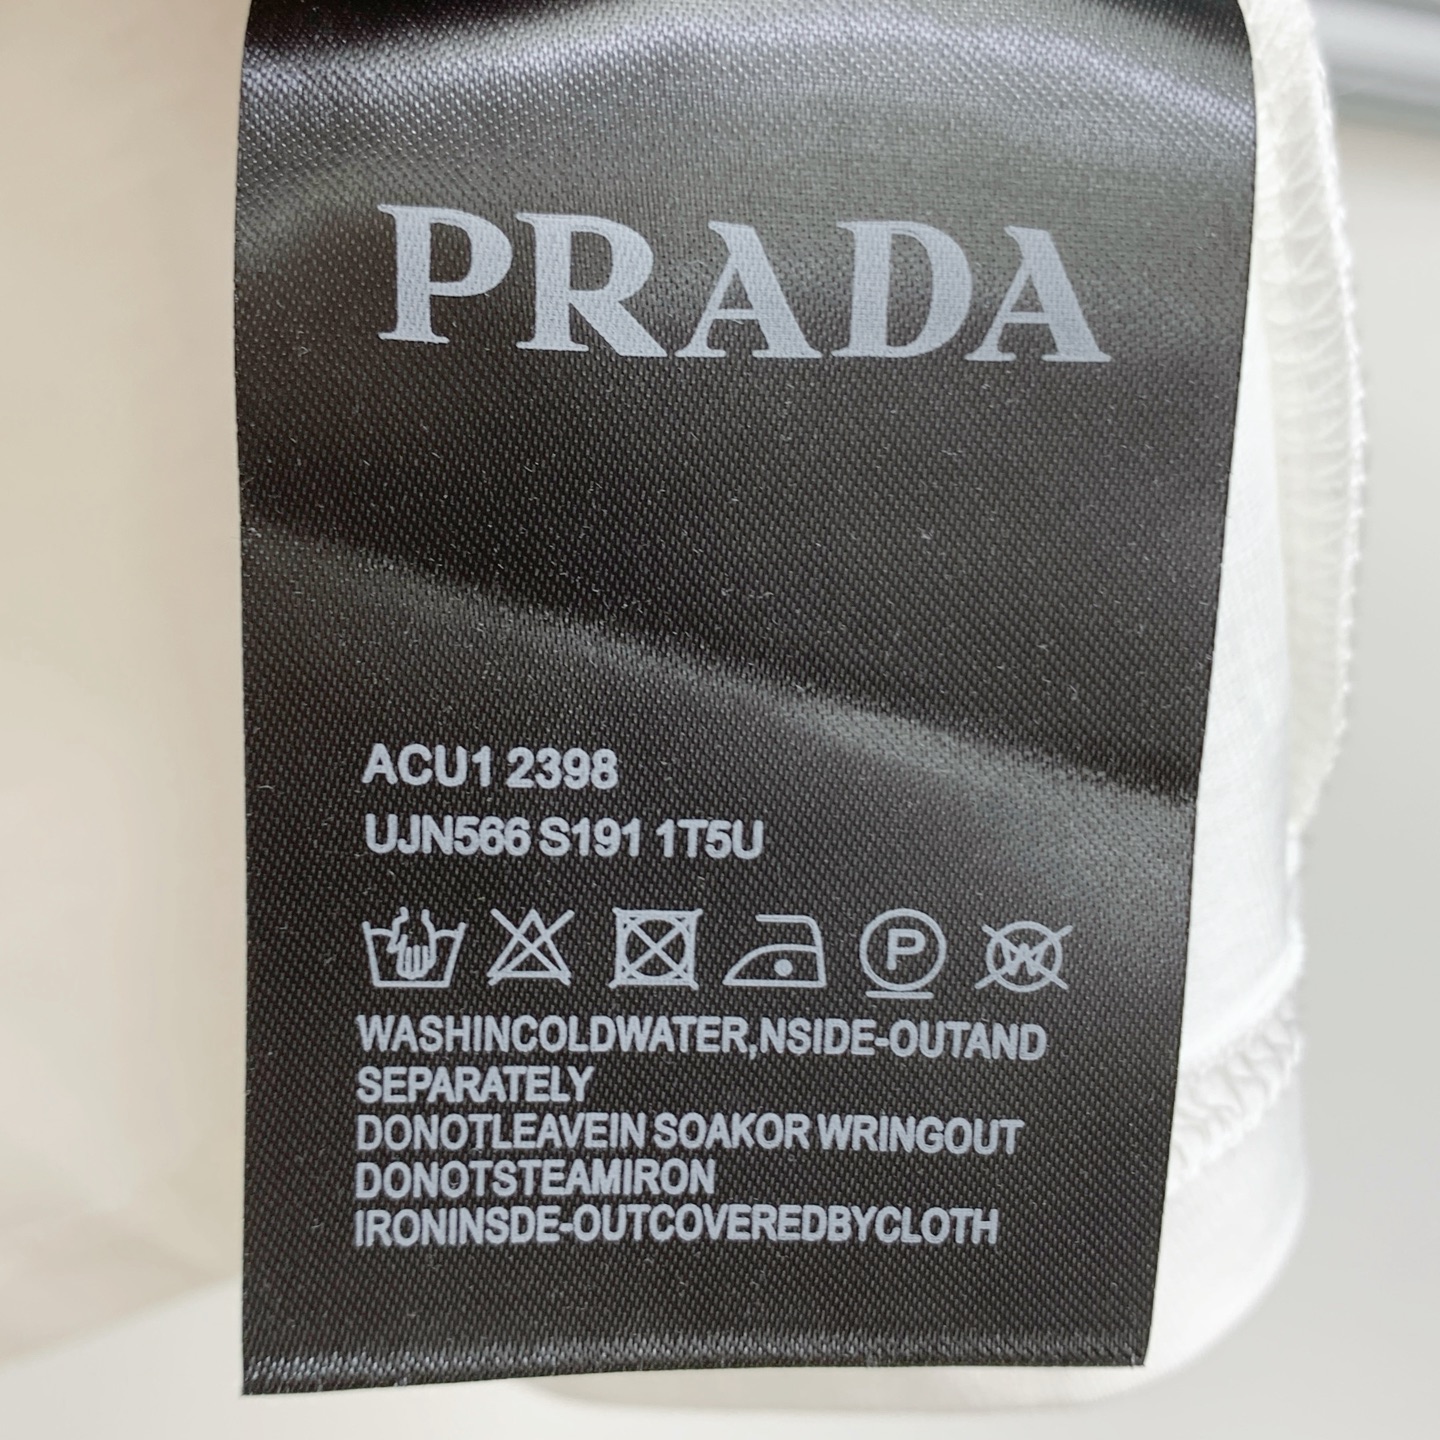 PRADA
ACU1 2398
UJN566 S191 1T5U
P W
WASHINCOLDWATER,NSIDE-OUTAND
SEPARATELY
DONOTLEAVEIN SOAKOR WRINGOUT
DONOTSTEAMIRON
IRONINSDE-OUTCOVEREDBYCLOTH